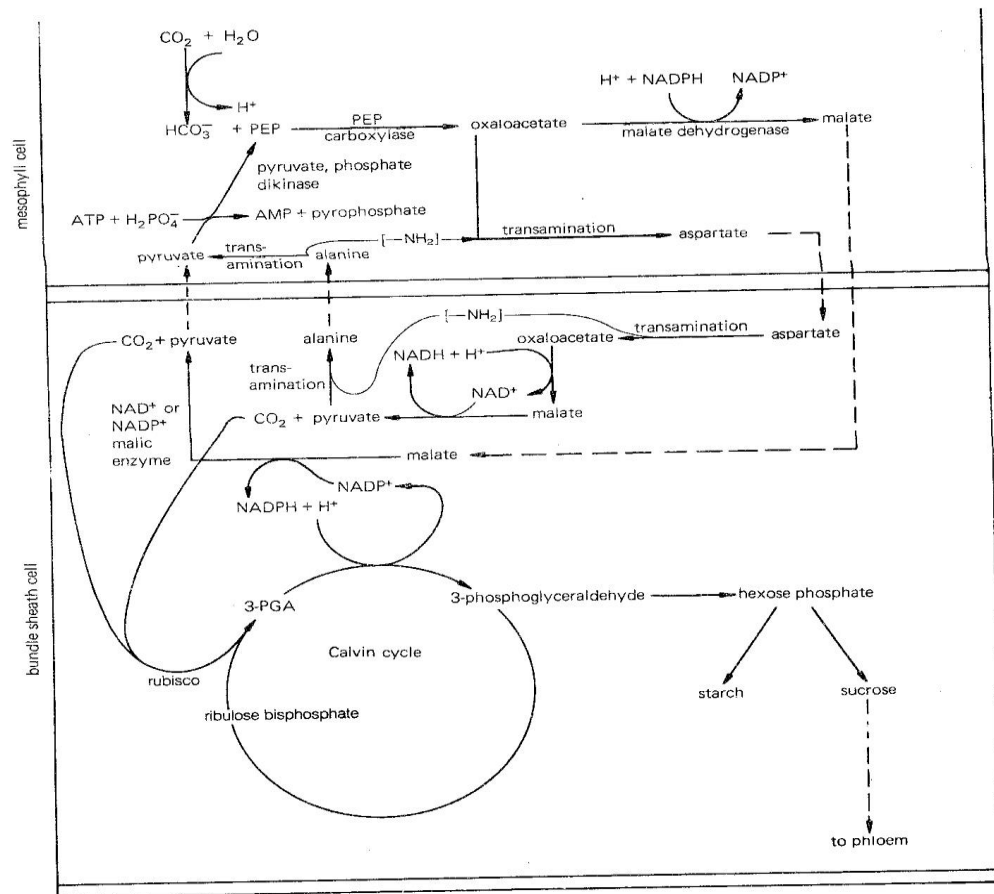 CO₂ + H₂O
H⁺ + NADPH NADP⁺
H⁺
HCO₃⁻ + PEP
PEP
carboxylase
oxaloacetate
malate dehydrogenase
malate
mesophyll cell
pyruvate, phosphate
dikinase
ATP + H₂PO₄⁻
AMP + pyrophosphate
pyruvate
trans-
amination
alanine
[—NH₂]
transamination
aspartate
[—NH₂]
CO₂ + pyruvate
alanine
oxaloacetate
transamination
aspartate
NADH + H⁺
trans-
amination
NAD⁺
NAD⁺ or
NADP⁺
malic
enzyme
CO₂ + pyruvate
malate
malate
NADP⁺
NADPH + H⁺
bundle sheath cell
3-PGA
3-phosphoglyceraldehyde
hexose phosphate
Calvin cycle
rubisco
starch
sucrose
ribulose bisphosphate
to phloem